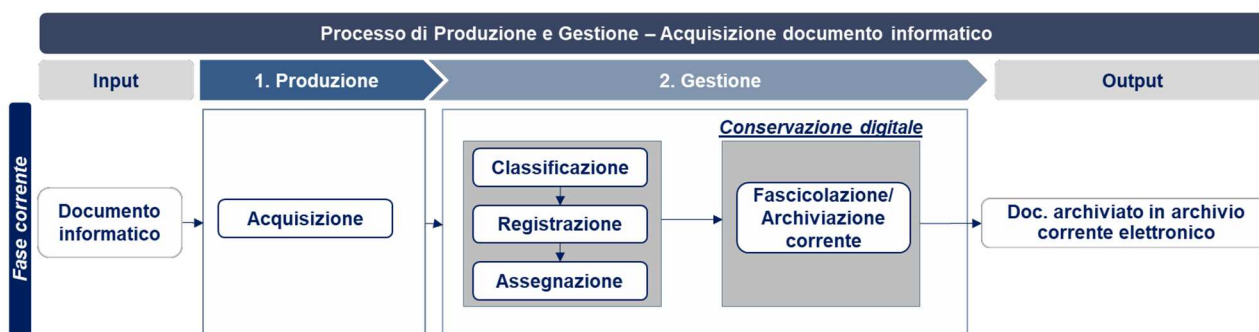 Processo di Produzione e Gestione – Acquisizione documento informatico
Input
1. Produzione
2. Gestione
Output
Fase corrente
Documento
informatico
Acquisizione
Classificazione
Registrazione
Assegnazione
Conservazione digitale
Fascicolazione/
Archiviazione
corrente
Doc. archiviato in archivio
corrente elettronico